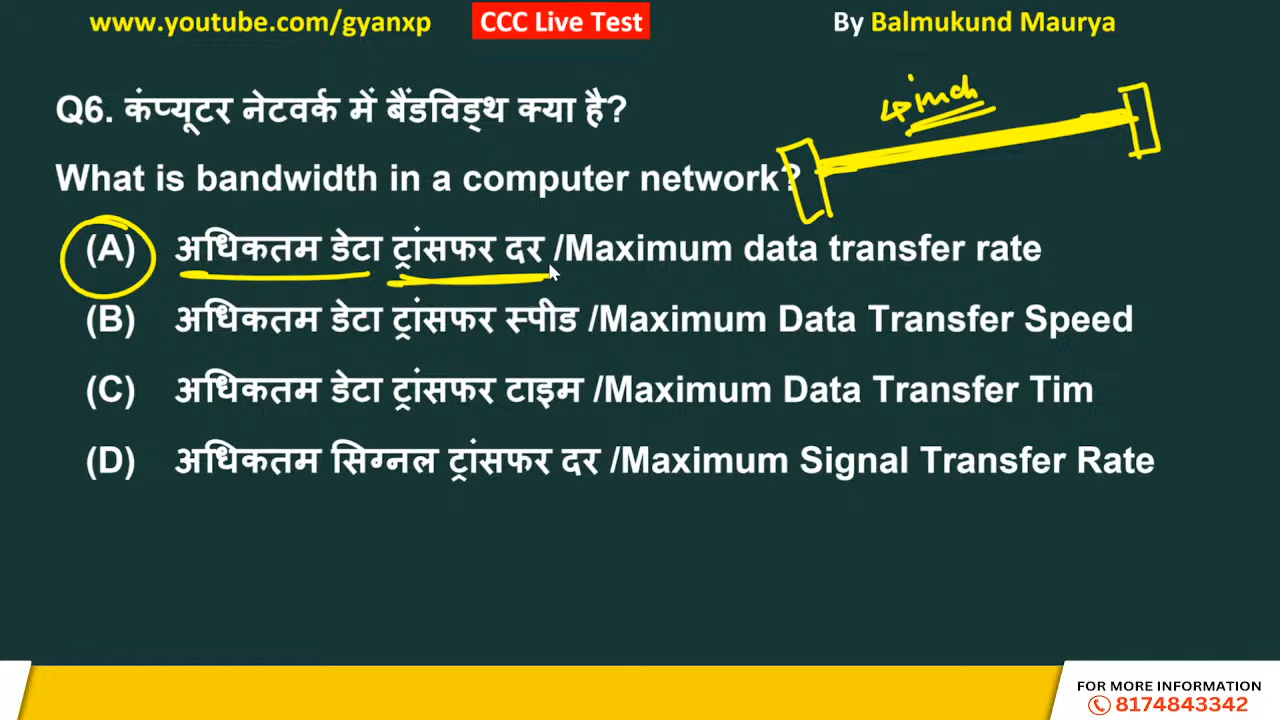 www.youtube.com/gyanxp CCC Live Test By Balmukund Maurya
4 inch
Q6. कंप्यूटर नेटवर्क में बैंडविड्थ क्या है?
What is bandwidth in a computer network?
(A) अधिकतम डेटा ट्रांसफर दर /Maximum data transfer rate
(B) अधिकतम डेटा ट्रांसफर स्पीड /Maximum Data Transfer Speed
(C) अधिकतम डेटा ट्रांसफर टाइम /Maximum Data Transfer Tim
(D) अधिकतम सिग्नल ट्रांसफर दर /Maximum Signal Transfer Rate
FOR MORE INFORMATION
8174843342